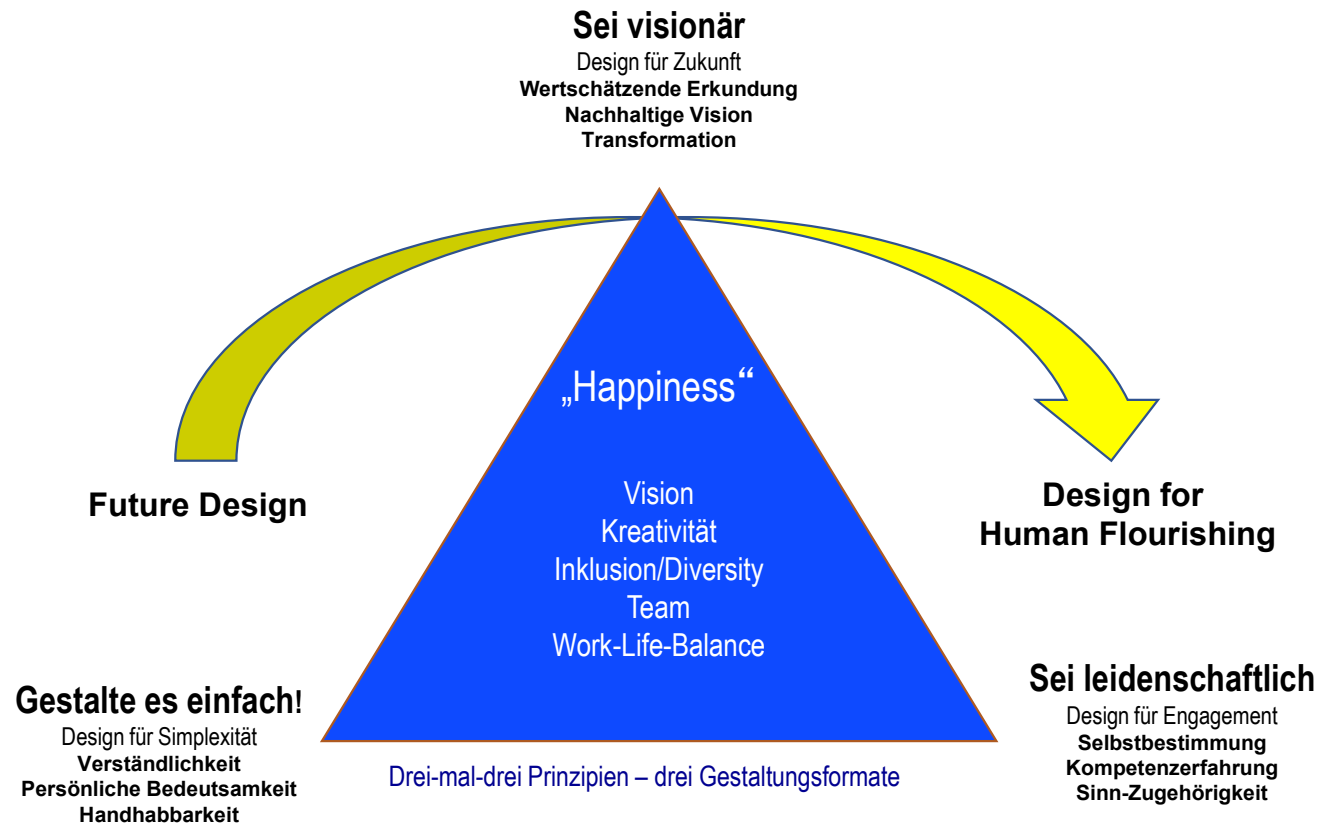 Sei visionär
Design für Zukunft
Wertschätzende Erkundung
Nachhaltige Vision
Transformation
„Happiness“
Vision
Kreativität
Inklusion/Diversity
Team
Work-Life-Balance
Future Design
Design for
Human Flourishing
Gestalte es einfach!
Design für Simplexität
Verständlichkeit
Persönliche Bedeutsamkeit
Handhabbarkeit
Drei-mal-drei Prinzipien – drei Gestaltungsformate
Sei leidenschaftlich
Design für Engagement
Selbstbestimmung
Kompetenzerfahrung
Sinn-Zugehörigkeit